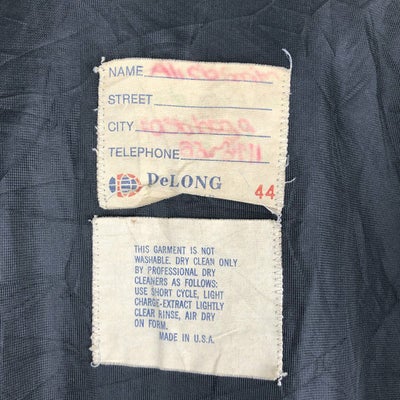 NAME
STREET
CITY
TELEPHONE
DeLONG 44
THIS GARMENT IS NOT
WASHABLE. DRY CLEAN ONLY
BY PROFESSIONAL DRY
CLEANERS AS FOLLOWS:
USE SHORT CYCLE, LIGHT
CHARGE-EXTRACT LIGHTLY
CLEAR RINSE, AIR DRY
ON FORM.
MADE IN U.S.A.